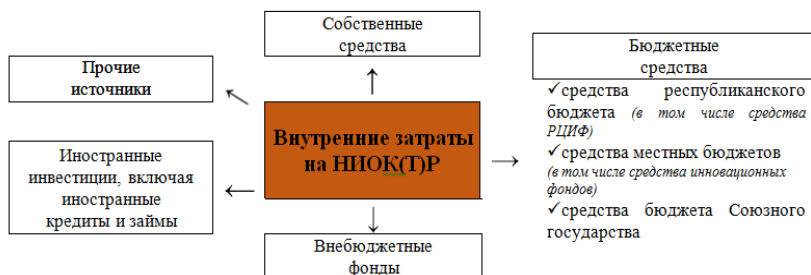 Собственные
средства
Прочие
источники
Бюджетные
средства
Внутренние затраты
на НИОК(Т)Р
Иностранные
инвестиции, включая
иностранные
кредиты и займы
✓средства республиканского
бюджета (в том числе средства
РЦИФ)
✓средства местных бюджетов
(в том числе средства инновационных
фондов)
✓средства бюджета Союзного
государства
Внебюджетные
фонды